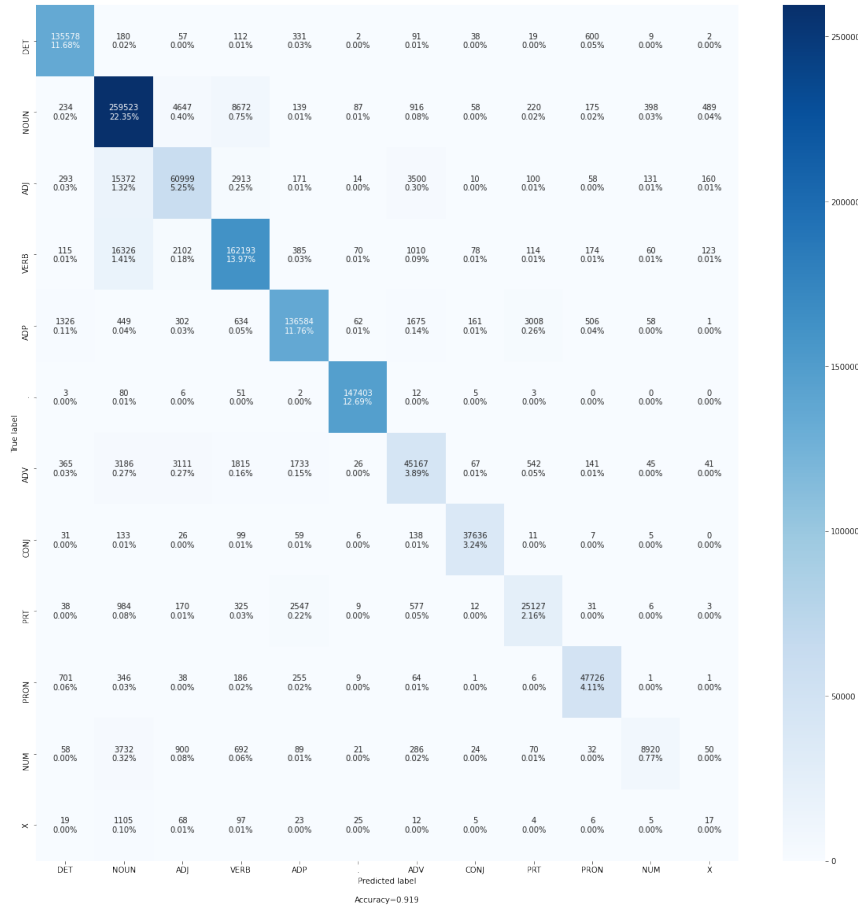 DET 135578 180 57 112 331 2 91 38 19 600 9 2
11.68% 0.02% 0.00% 0.01% 0.03% 0.00% 0.01% 0.00% 0.00% 0.05% 0.00% 0.00%
NOUN 234 259523 4647 8672 139 87 916 58 220 175 398 489
0.02% 22.35% 0.40% 0.75% 0.01% 0.01% 0.08% 0.00% 0.02% 0.02% 0.03% 0.04%
ADJ 293 15372 60999 2913 171 14 3500 10 100 58 131 160
0.03% 1.32% 5.25% 0.25% 0.01% 0.00% 0.30% 0.00% 0.01% 0.00% 0.01% 0.01%
VERB 115 16326 2102 162193 385 70 1010 78 114 174 60 123
0.01% 1.41% 0.18% 13.97% 0.03% 0.01% 0.09% 0.01% 0.01% 0.01% 0.01% 0.01%
ADP 1326 449 302 634 136584 62 1675 161 3008 506 58 1
0.11% 0.04% 0.03% 0.05% 11.76% 0.01% 0.14% 0.01% 0.26% 0.04% 0.00% 0.00%
. 3 80 6 51 2 147403 12 5 3 0 0 0
0.00% 0.01% 0.00% 0.00% 0.00% 12.69% 0.00% 0.00% 0.00% 0.00% 0.00% 0.00%
True label
ADV 365 3186 3111 1815 1733 26 45167 67 542 141 45 41
0.03% 0.27% 0.27% 0.16% 0.15% 0.00% 3.89% 0.01% 0.05% 0.01% 0.00% 0.00%
CONJ 31 133 26 99 59 6 138 37636 11 7 5 0
0.00% 0.01% 0.00% 0.01% 0.01% 0.00% 0.01% 3.24% 0.00% 0.00% 0.00% 0.00%
PRT 38 984 170 325 2547 9 577 12 25127 31 6 3
0.00% 0.08% 0.01% 0.03% 0.22% 0.00% 0.05% 0.00% 2.16% 0.00% 0.00% 0.00%
PRON 701 346 38 186 255 9 64 1 6 47726 1 1
0.06% 0.03% 0.00% 0.02% 0.02% 0.00% 0.01% 0.00% 0.00% 4.11% 0.00% 0.00%
NUM 58 3732 900 692 89 21 286 24 70 32 8920 50
0.00% 0.32% 0.08% 0.06% 0.01% 0.00% 0.02% 0.00% 0.01% 0.00% 0.77% 0.00%
X 19 1105 68 97 23 25 12 5 4 6 5 17
0.00% 0.10% 0.01% 0.01% 0.00% 0.00% 0.00% 0.00% 0.00% 0.00% 0.00% 0.00%
DET NOUN ADJ VERB ADP . ADV CONJ PRT PRON NUM X
Predicted label
Accuracy=0.919
250000
200000
150000
100000
50000
0